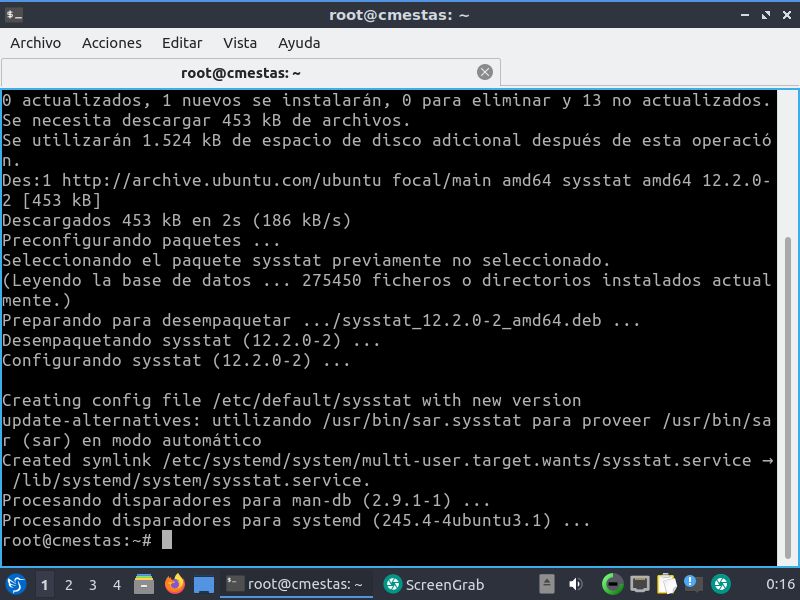 root@cmestas: ~
Archivo Acciones Editar Vista Ayuda
root@cmestas: ~
0 actualizados, 1 nuevos se instalarán, 0 para eliminar y 13 no actualizados.
Se necesita descargar 453 kB de archivos.
Se utilizarán 1.524 kB de espacio de disco adicional después de esta operació
n.
Des:1 http://archive.ubuntu.com/ubuntu focal/main amd64 sysstat amd64 12.2.0-
2 [453 kB]
Descargados 453 kB en 2s (186 kB/s)
Preconfigurando paquetes ...
Seleccionando el paquete sysstat previamente no seleccionado.
(Leyendo la base de datos ... 275450 ficheros o directorios instalados actual
mente.)
Preparando para desempaquetar .../sysstat_12.2.0-2_amd64.deb ...
Desempaquetando sysstat (12.2.0-2) ...
Configurando sysstat (12.2.0-2) ...
Creating config file /etc/default/sysstat with new version
update-alternatives: utilizando /usr/bin/sar.sysstat para proveer /usr/bin/sa
r (sar) en modo automático
Created symlink /etc/systemd/system/multi-user.target.wants/sysstat.service →
/lib/systemd/system/sysstat.service.
Procesando disparadores para man-db (2.9.1-1) ...
Procesando disparadores para systemd (245.4-4ubuntu3.1) ...
root@cmestas:~#
1 2 3 4 root@cmestas: ~ ScreenGrab 0:16